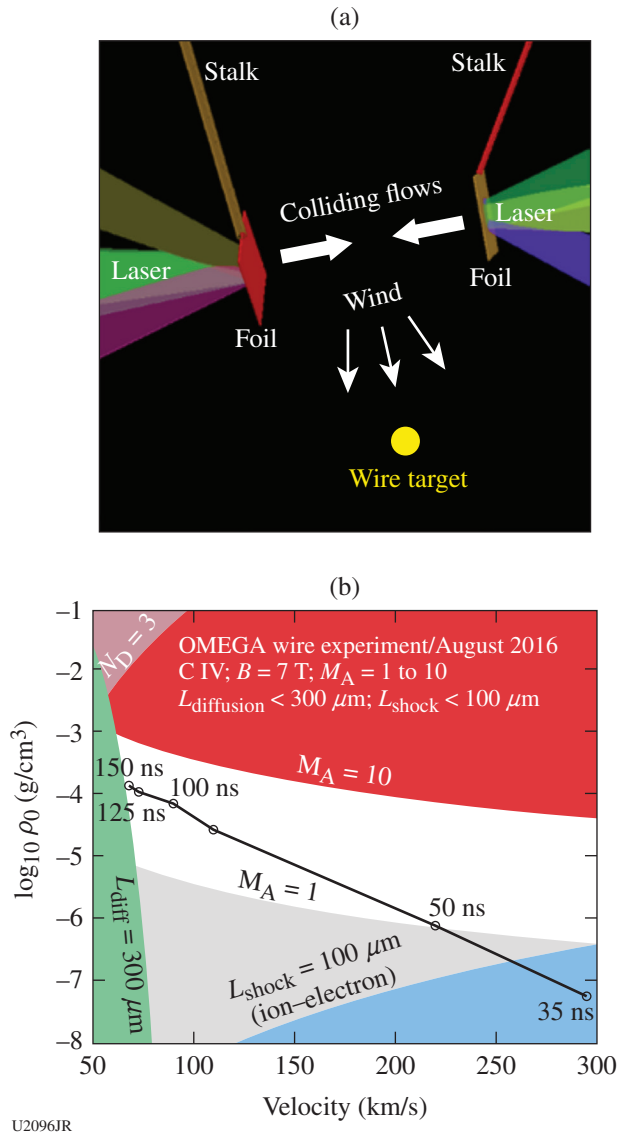 (a)
Stalk
Stalk
Colliding flows
Laser
Laser
Wind
Foil
Foil
Wire target
(b)
–1
–2
–3
–4
–5
–6
–7
–8
log10 ρ0 (g/cm³)
N_D = 3
OMEGA wire experiment/August 2016
C IV; B = 7 T; M_A = 1 to 10
L_diffusion < 300 μm; L_shock < 100 μm
M_A = 10
150 ns
100 ns
125 ns
M_A = 1
50 ns
L_diff = 300 μm
L_shock = 100 μm
(ion–electron)
35 ns
50 100 150 200 250 300
Velocity (km/s)
U2096JR